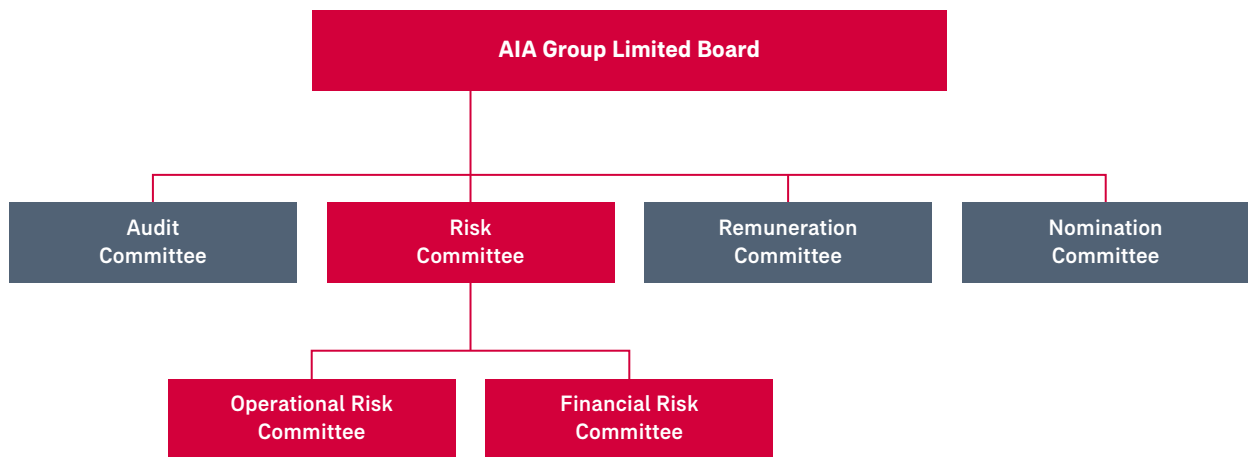 AIA Group Limited Board
Audit
Committee
Risk
Committee
Remuneration
Committee
Nomination
Committee
Operational Risk
Committee
Financial Risk
Committee